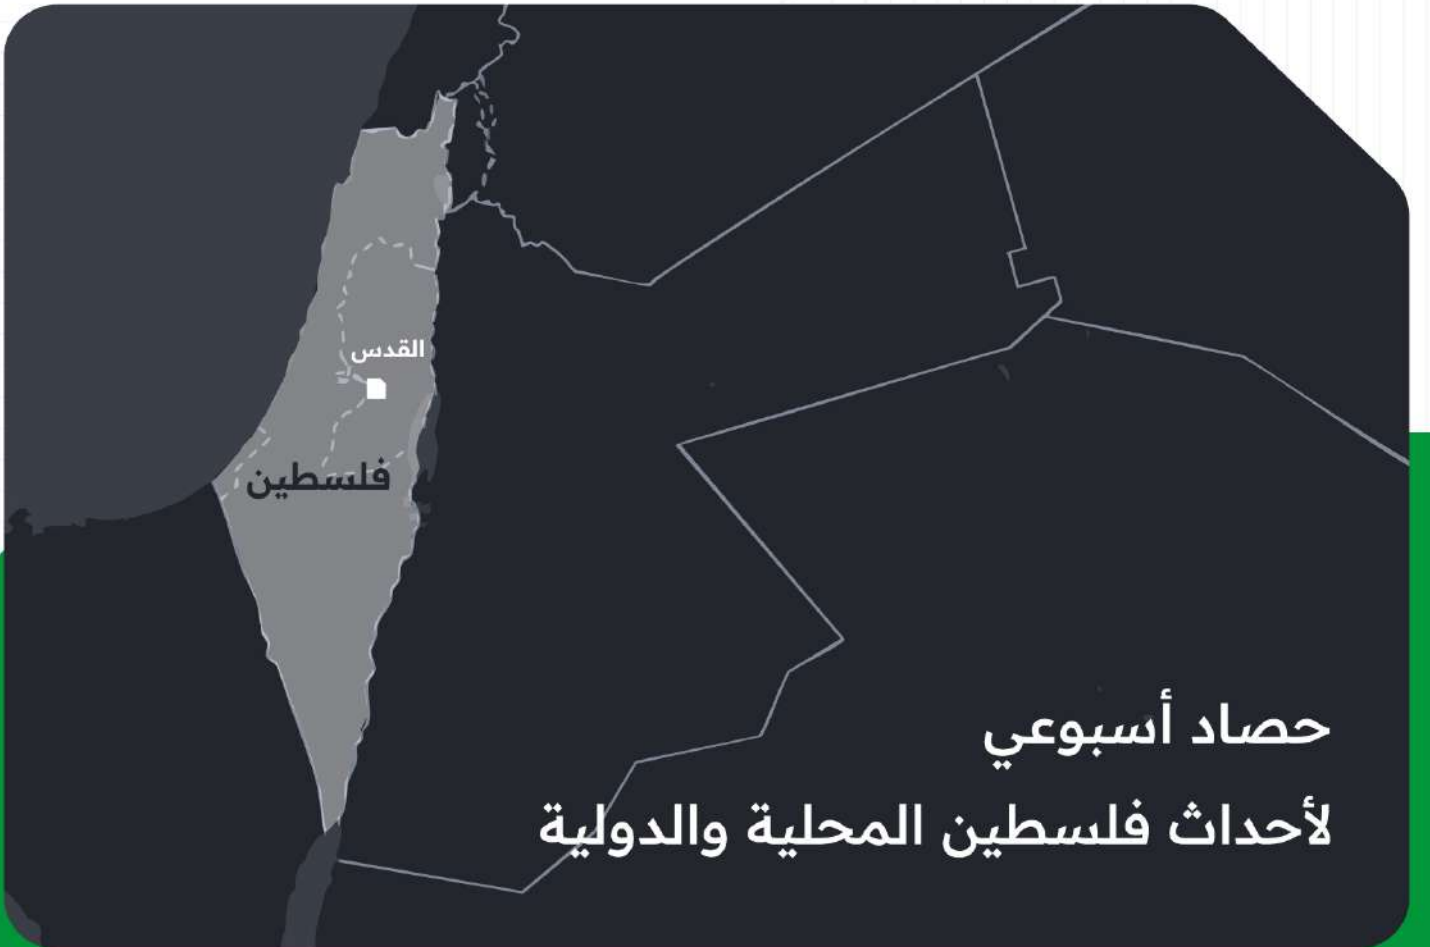 القدس
فلسطين
حصاد أسبوعي
لأحداث فلسطين المحلية والدولية